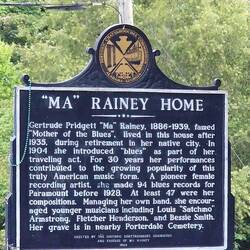 "MA" RAINEY HOME
Gertrude Pridgett "Ma" Rainey, 1886-1939, famed
"Mother of the Blues", lived in this house after
1935, during retirement in her native city. In
1904 she introduced "blues" as part of her
traveling act. For 30 years her performances
contributed to the growing popularity of this
truly American music form. A pioneer female
recording artist, she made 94 blues records for
Paramount before 1928. At least 47 were her
compositions. Managing her own band, she encour-
aged younger musicians including Louis "Satchmo"
Armstrong, Fletcher Henderson, and Bessie Smith.
Her grave is in nearby Porterdale Cemetery.